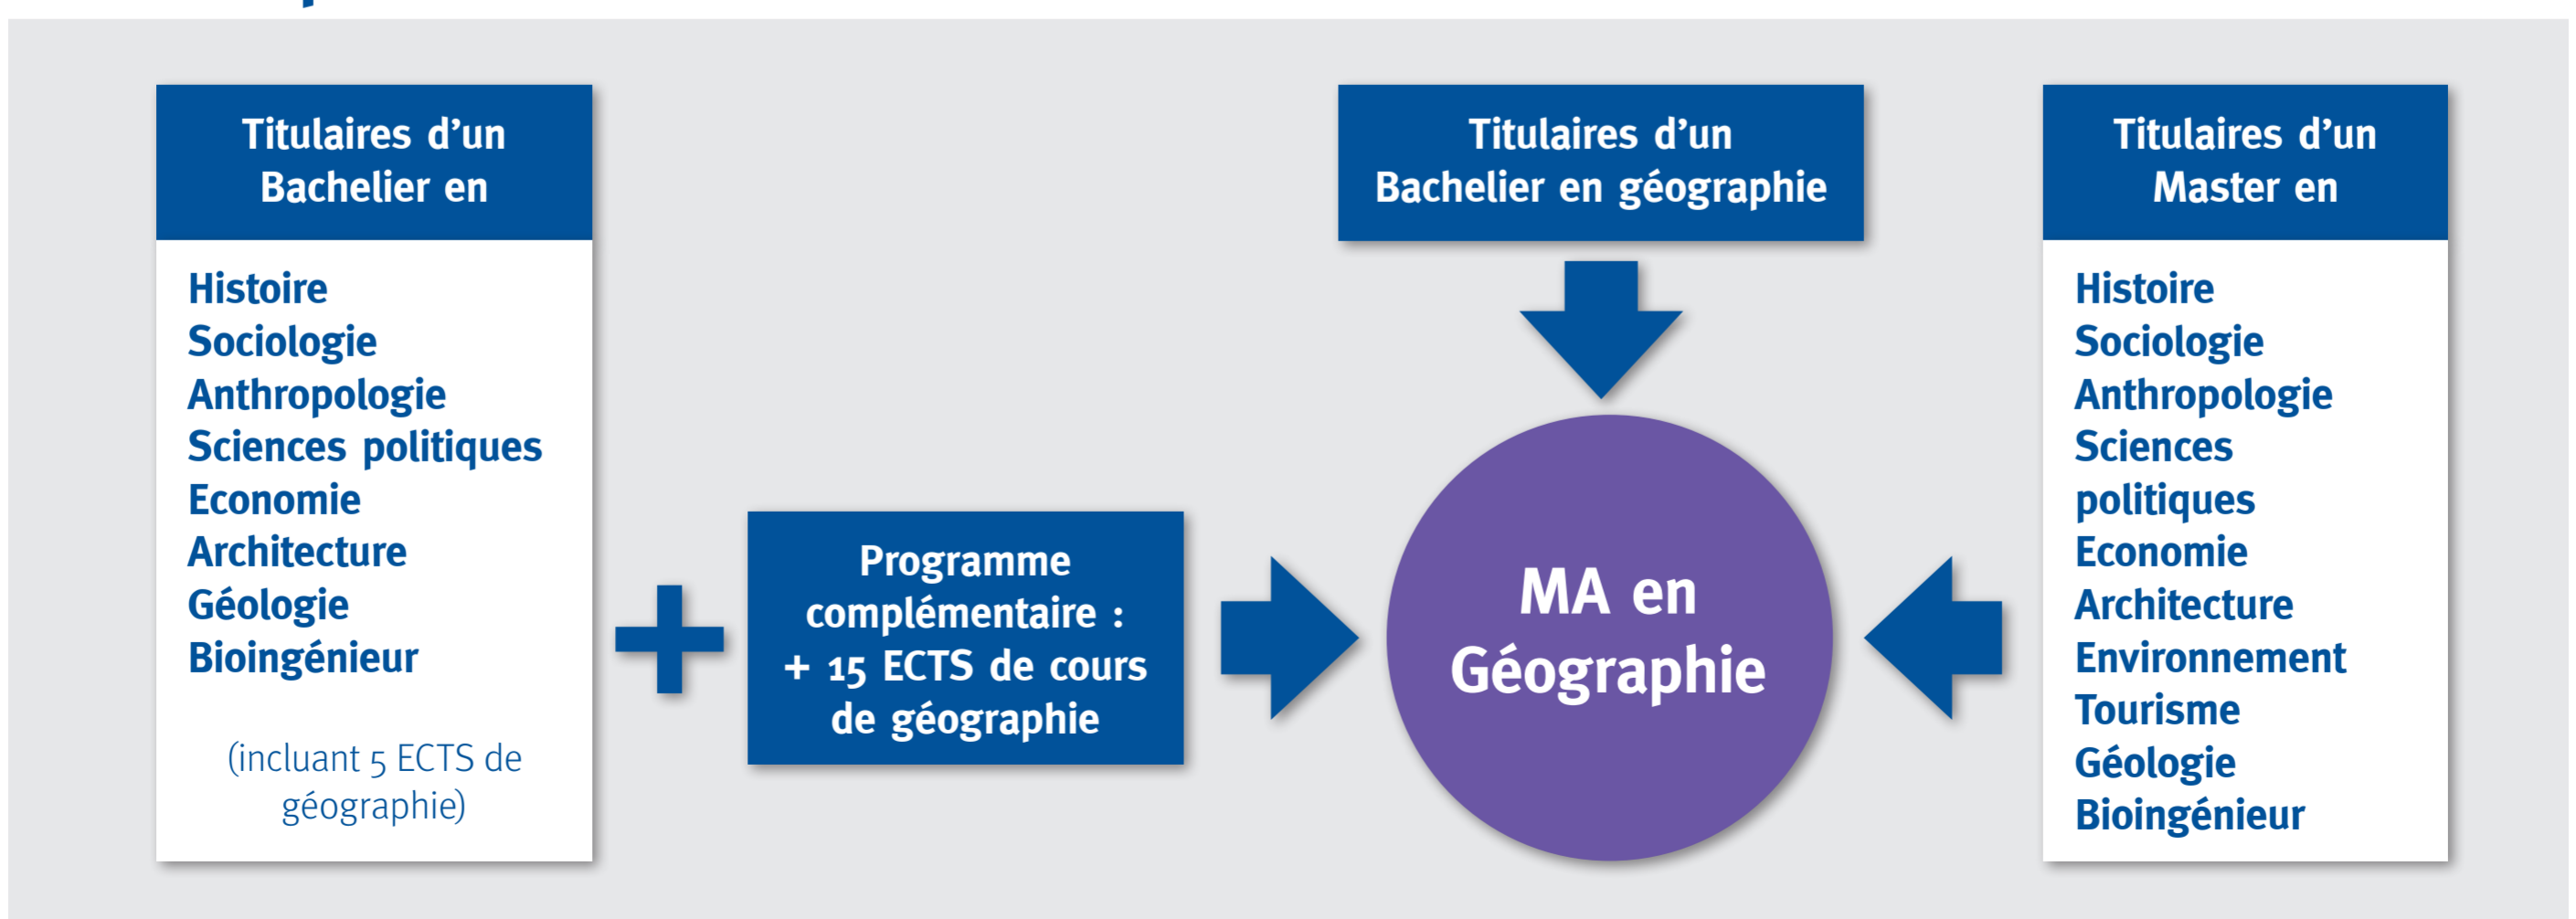 Titulaires d’un
Bachelier en
Histoire
Sociologie
Anthropologie
Sciences politiques
Economie
Architecture
Géologie
Bioingénieur
(incluant 5 ECTS de
géographie)
Programme
complémentaire :
+ 15 ECTS de cours
de géographie
Titulaires d’un
Bachelier en géographie
MA en
Géographie
Titulaires d’un
Master en
Histoire
Sociologie
Anthropologie
Sciences
politiques
Economie
Architecture
Environnement
Tourisme
Géologie
Bioingénieur